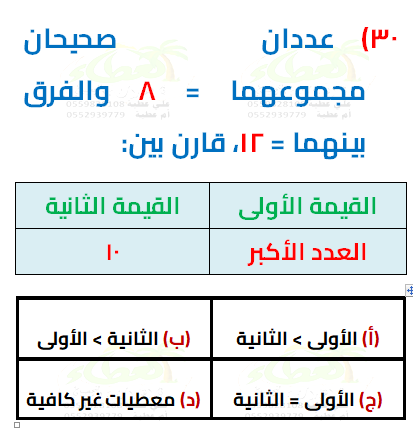 ٣٠) عددان صحيحان
مجموعهما = ٨ والفرق
بينهما = ١٢، قارن بين:
القيمة الأولى القيمة الثانية
العدد الأكبر ١٠
(أ) الأولى > الثانية (ب) الثانية > الأولى
(ج) الأولى = الثانية (د) معطيات غير كافية